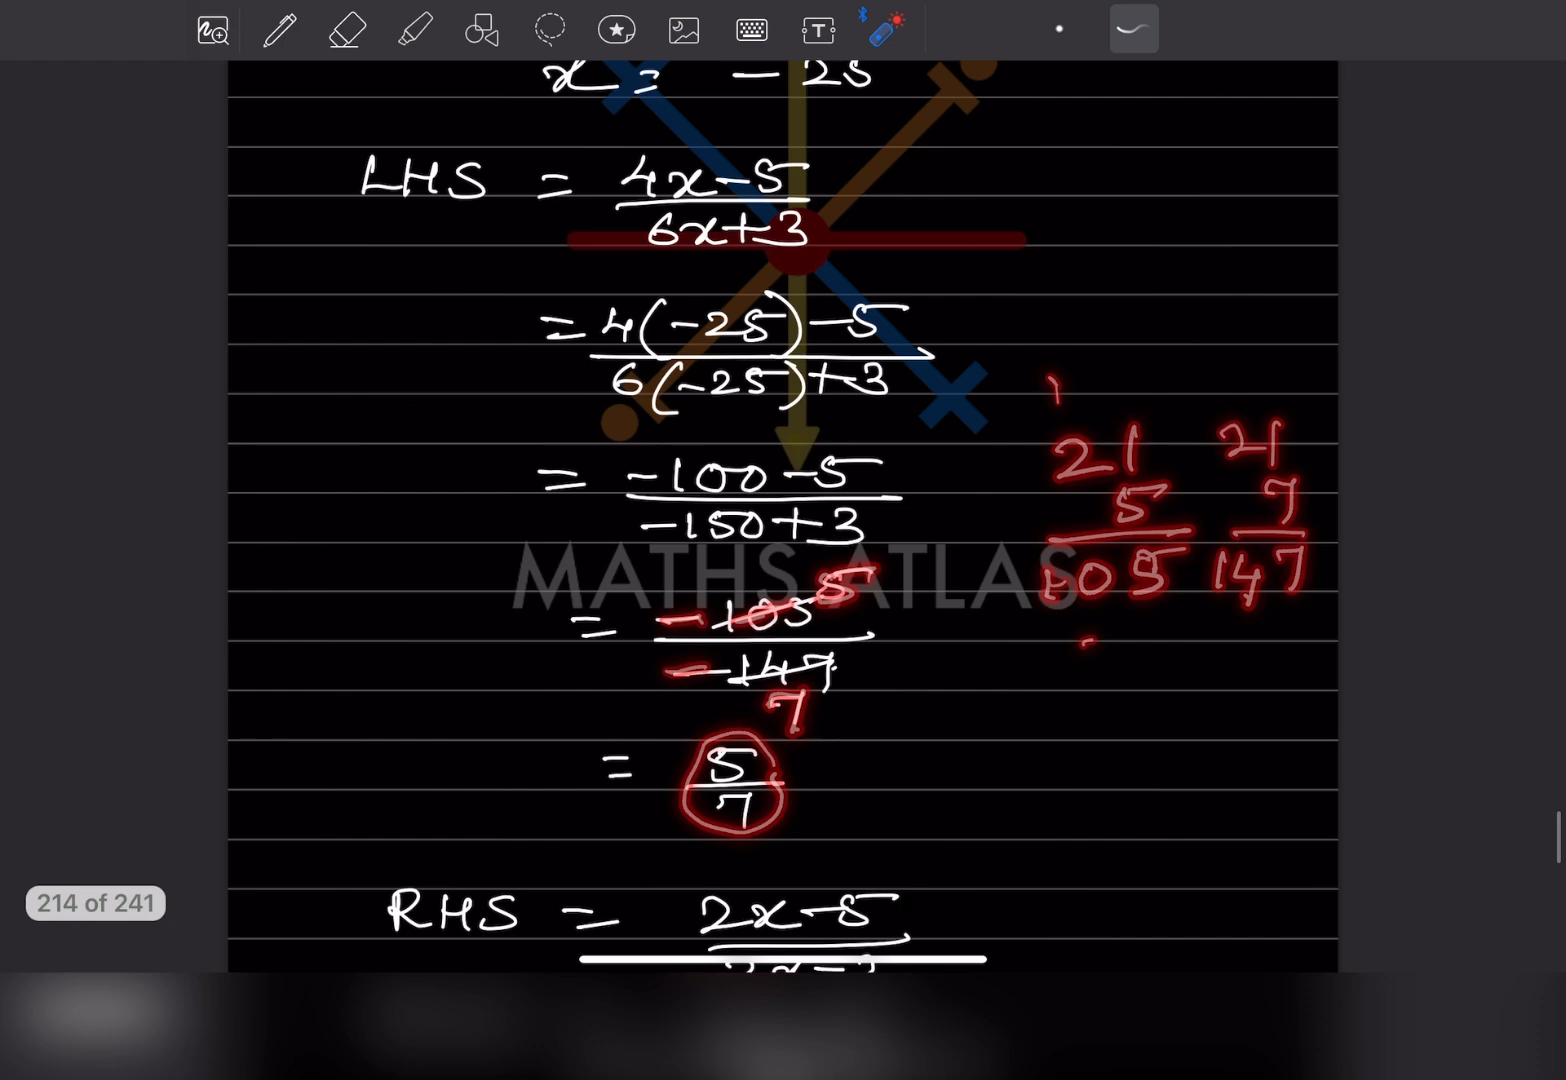 x = - 25
LHS = 4x-5
6x+3
= 4(-25)-5
6(-25)+3
= -100-5
-150+3
= -105 5
-147
7
= 5
7
21
5
105
21
7
147
MATHS ATLAS
214 of 241
RHS = 2x-5
T